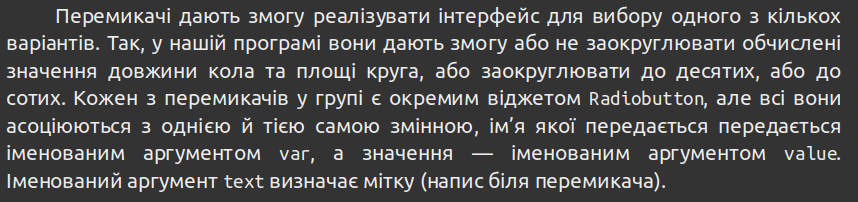 Перемикачі дають змогу реалізувати інтерфейс для вибору одного з кількох
варіантів. Так, у нашій програмі вони дають змогу або не заокруглювати обчислені
значення довжини кола та площі круга, або заокруглювати до десятих, або до
сотих. Кожен з перемикачів у групі є окремим віджетом Radiobutton, але всі вони
асоціюються з однією й тією самою змінною, ім’я якої передається передається
іменованим аргументом var, а значення — іменованим аргументом value.
Іменований аргумент text визначає мітку (напис біля перемикача).